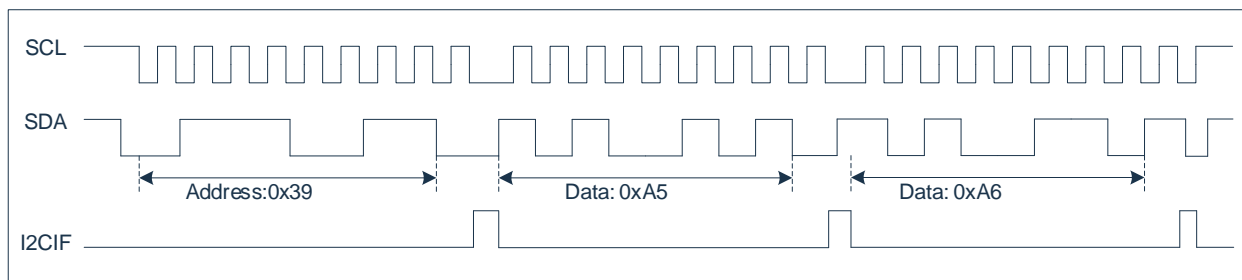 SCL
SDA
Address:0x39 Data: 0xA5 Data: 0xA6
I2CIF